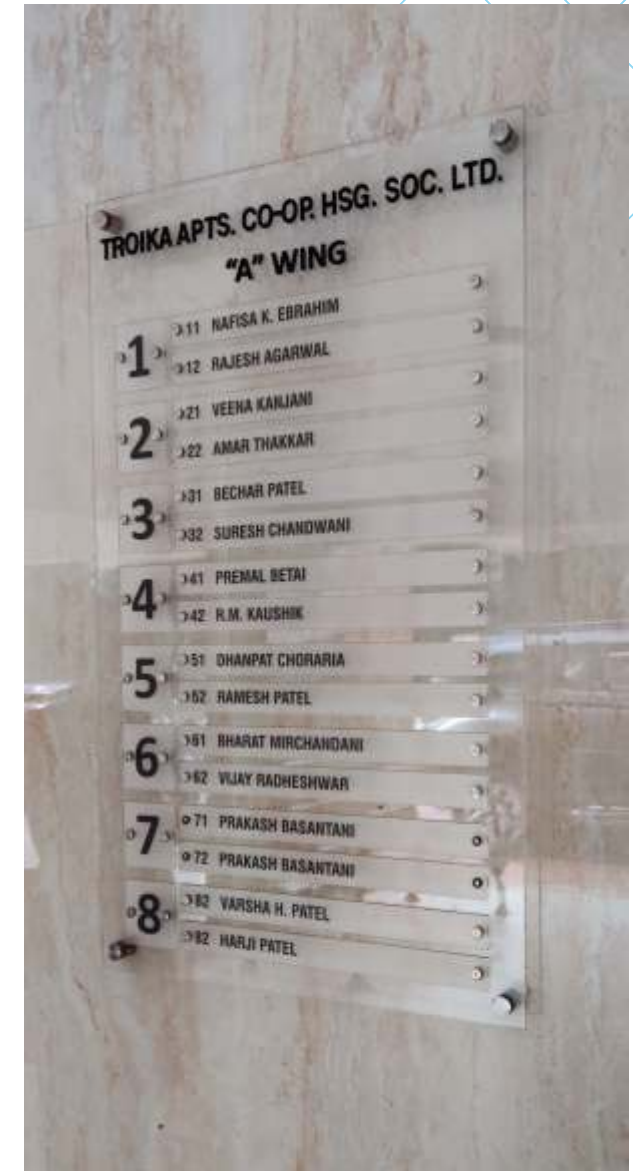 TROIKA APTS. CO-OP. HSG. SOC. LTD.
"A" WING
1
11 NAFISA K. EBRAHIM
12 RAJESH AGARWAL
2
21 VEENA KANJANI
22 AMAR THAKKAR
3
31 BECHAR PATEL
32 SURESH CHANDWANI
4
41 PREMAL BETAI
42 R.M. KAUSHIK
5
51 DHANPAT CHORARIA
52 RAMESH PATEL
6
61 BHARAT MIRCHANDANI
62 VIJAY RADHESHWAR
7
71 PRAKASH BASANTANI
72 PRAKASH BASANTANI
8
82 VARSHA H. PATEL
82 HARJI PATEL